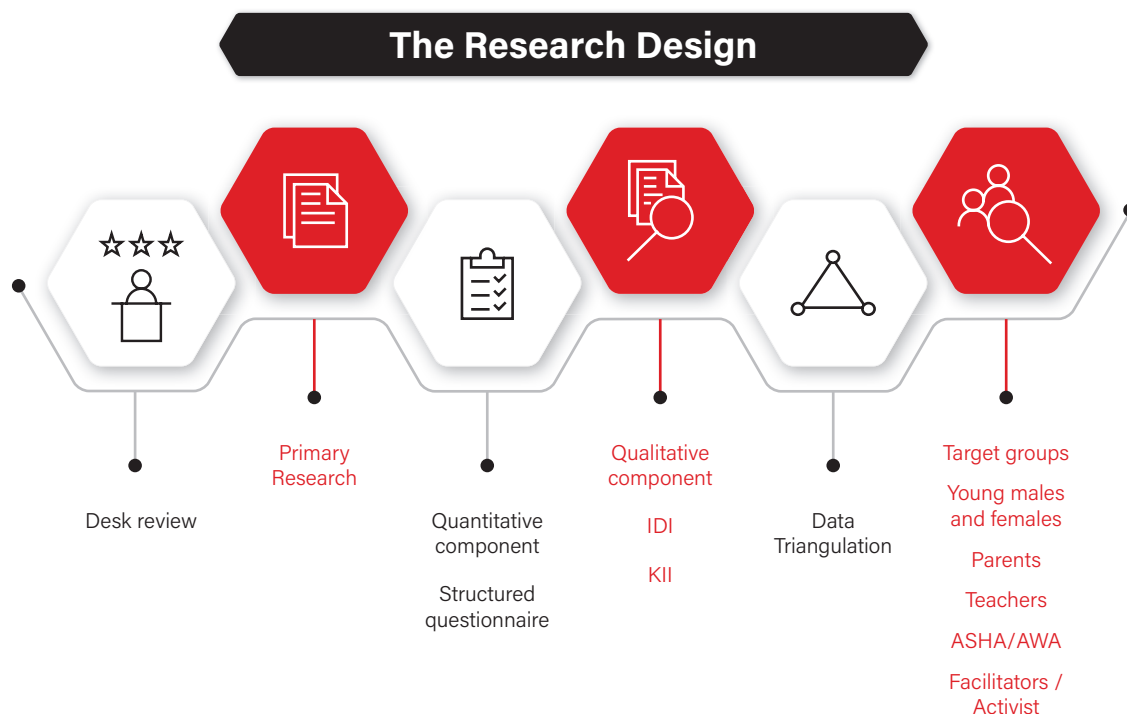 The Research Design
Desk review
Primary
Research
Quantitative
component
Structured
questionnaire
Qualitative
component
IDI
KII
Data
Triangulation
Target groups
Young males
and females
Parents
Teachers
ASHA/AWA
Facilitators /
Activist